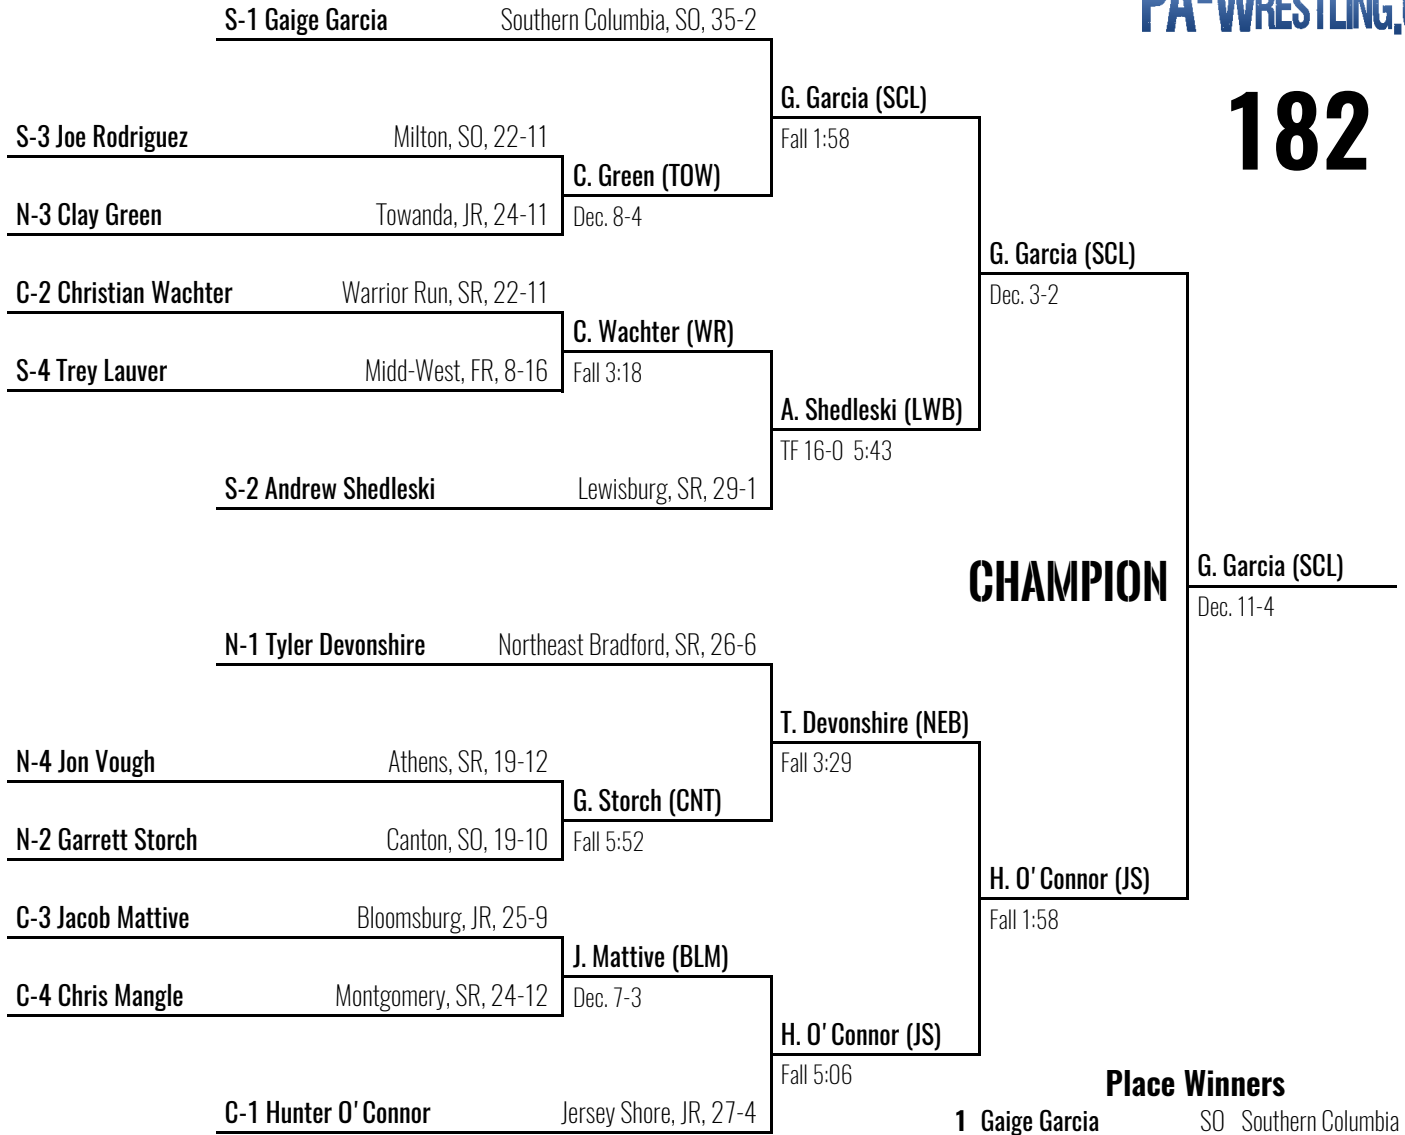 S-1 Gaige Garcia Southern Columbia, SO, 35-2
PA-WRESTLING.
G. Garcia (SCL)
182
S-3 Joe Rodriguez Milton, SO, 22-11
Fall 1:58
C. Green (TOW)
N-3 Clay Green Towanda, JR, 24-11
Dec. 8-4
G. Garcia (SCL)
C-2 Christian Wachter Warrior Run, SR, 22-11
Dec. 3-2
C. Wachter (WR)
S-4 Trey Lauver Midd-West, FR, 8-16
Fall 3:18
A. Shedleski (LWB)
TF 16-0 5:43
S-2 Andrew Shedleski Lewisburg, SR, 29-1
CHAMPION
G. Garcia (SCL)
Dec. 11-4
N-1 Tyler Devonshire Northeast Bradford, SR, 26-6
T. Devonshire (NEB)
N-4 Jon Vough Athens, SR, 19-12
Fall 3:29
G. Storch (CNT)
N-2 Garrett Storch Canton, SO, 19-10
Fall 5:52
H. O'Connor (JS)
C-3 Jacob Mattive Bloomsburg, JR, 25-9
Fall 1:58
J. Mattive (BLM)
C-4 Chris Mangle Montgomery, SR, 24-12
Dec. 7-3
H. O'Connor (JS)
Fall 5:06
Place Winners
C-1 Hunter O'Connor Jersey Shore, JR, 27-4
1 Gaige Garcia SO Southern Columbia